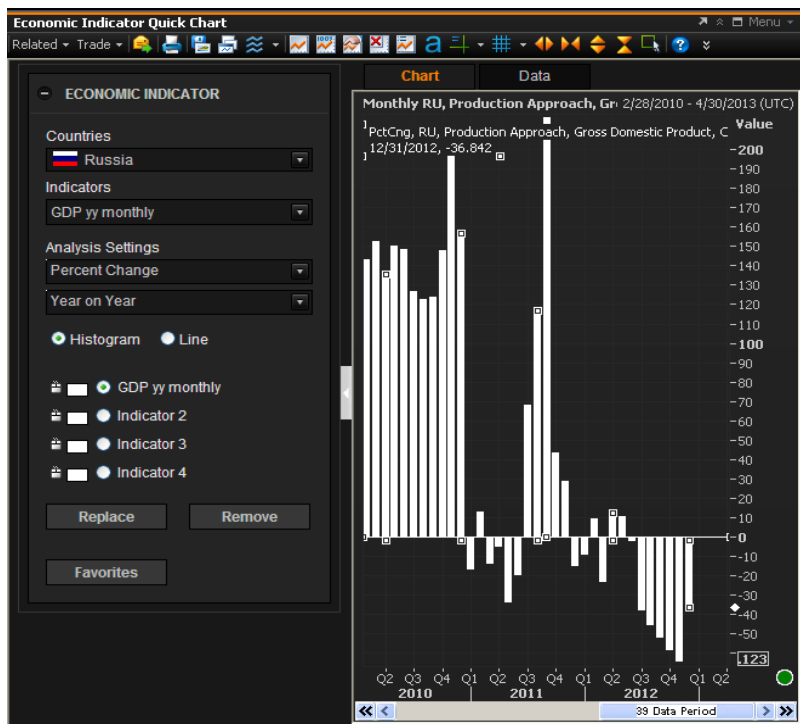 Economic Indicator Quick Chart
Menu
Related Trade
100%
a
?
ECONOMIC INDICATOR
Countries
Russia
Indicators
GDP yy monthly
Analysis Settings
Percent Change
Year on Year
Histogram Line
GDP yy monthly
Indicator 2
Indicator 3
Indicator 4
Replace Remove
Favorites
Chart Data
Monthly RU, Production Approach, Gr 2/28/2010 - 4/30/2013 (UTC)
PctCng, RU, Production Approach, Gross Domestic Product, C
12/31/2012, -36.842
Value
200
190
180
170
160
150
140
130
120
110
100
90
80
70
60
50
40
30
20
10
0
-10
-20
-30
-40
-50
.123
Q2 Q3 Q4 Q1 Q2 Q3 Q4 Q1 Q2 Q3 Q4 Q1 Q2
2010 2011 2012
39 Data Period